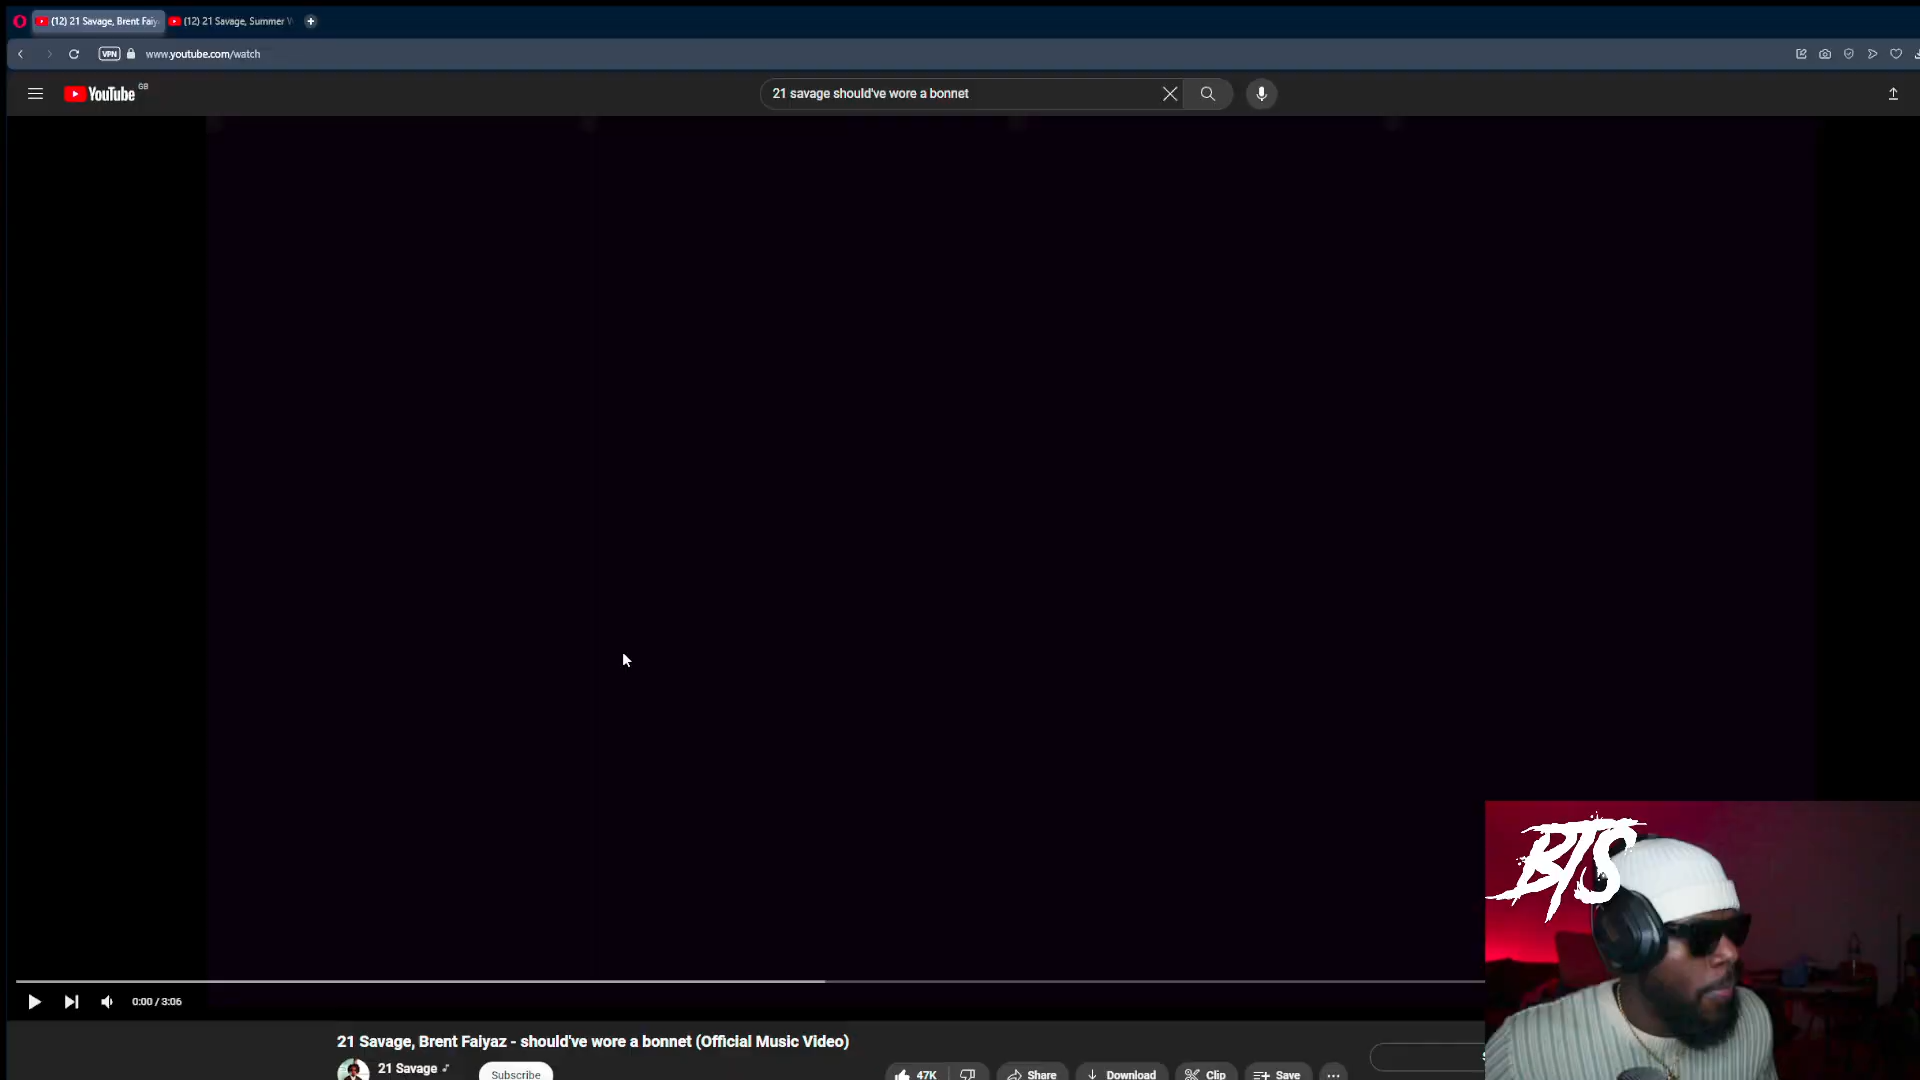 (12) 21 Savage, Brent Faiy
(12) 21 Savage, Summer
VPN
www.youtube.com/watch
YouTube GB
21 savage should've wore a bonnet
BTS
0:00 / 3:06
21 Savage, Brent Faiyaz - should've wore a bonnet (Official Music Video)
21 Savage
Subscribe
47K
Share
Download
Clip
Save